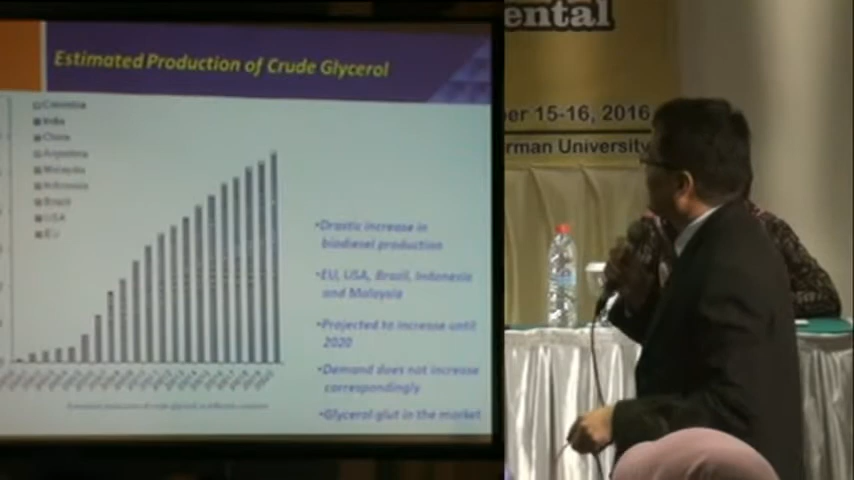 Estimated Production of Crude Glycerol
Colombia
India
China
Argentina
Malaysia
Indonesia
Brazil
USA
EU
•Drastic increase in
biodiesel production
•EU, USA, Brazil, Indonesia
and Malaysia
•Projected to increase until
2020
•Demand does not increase
correspondingly
•Glycerol glut in the market
ental
er 15-16, 2016
rman University